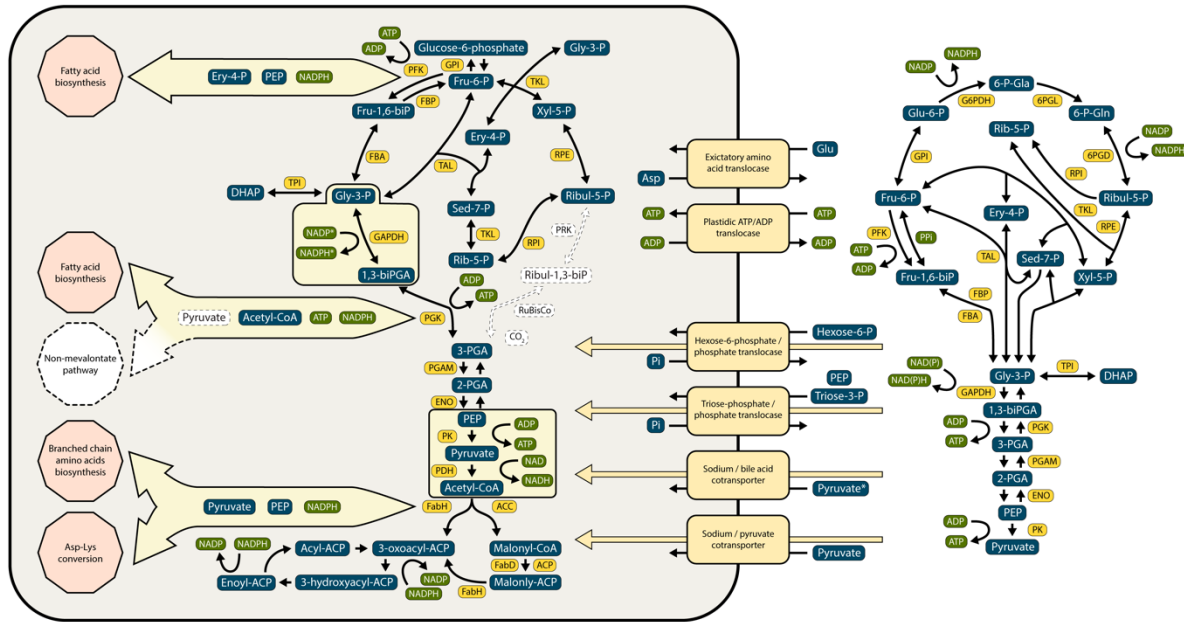 Fatty acid
biosynthesis
Ery-4-P
PEP
NADPH
ATP
ADP
Glucose-6-phosphate
Gly-3-P
PFK
GPI
Fru-6-P
TKL
FBP
Fru-1,6-biP
Xyl-5-P
Ery-4-P
FBA
TAL
RPE
TPI
DHAP
Gly-3-P
Ribul-5-P
Sed-7-P
NADP*
GAPDH
NADPH*
TKL
RPI
PRK
1,3-biPGA
Rib-5-P
Ribul-1,3-biP
ADP
ATP
RuBisCo
CO₂
PGK
Fatty acid
biosynthesis
Pyruvate
Acetyl-CoA
ATP
NADPH
Non-mevalontate
pathway
3-PGA
PGAM
2-PGA
ENO
PEP
ADP
PK
ATP
Pyruvate
NAD
PDH
NADH
Acetyl-CoA
FabH
ACC
Branched chain
amino acids
biosynthesis
Pyruvate
PEP
NADPH
Asp-Lys
conversion
NADP
NADPH
Acyl-ACP
3-oxoacyl-ACP
Malonyl-CoA
FabD
ACP
Enoyl-ACP
3-hydroxyacyl-ACP
NADP
NADPH
FabH
Malonly-ACP
Exictatory amino
acid translocase
Glu
Asp
Plastidic ATP/ADP
translocase
ATP
ATP
ADP
ADP
Hexose-6-phosphate /
phosphate translocase
Hexose-6-P
Pi
Triose-phosphate /
phosphate translocase
PEP
Triose-3-P
Pi
Sodium / bile acid
cotransporter
Pyruvate*
Sodium / pyruvate
cotransporter
Pyruvate
NADPH
NADP
6-P-Gla
G6PDH
6PGL
Glu-6-P
6-P-Gln
Rib-5-P
NADP
NADPH
GPI
6PGD
RPI
Fru-6-P
Ribul-5-P
Ery-4-P
TKL
PFK
PPi
RPE
ATP
ADP
TAL
Sed-7-P
Fru-1,6-biP
Xyl-5-P
FBP
FBA
NAD(P)
NAD(P)H
Gly-3-P
TPI
DHAP
GAPDH
1,3-biPGA
ADP
ATP
PGK
3-PGA
PGAM
2-PGA
ENO
PEP
ADP
ATP
PK
Pyruvate